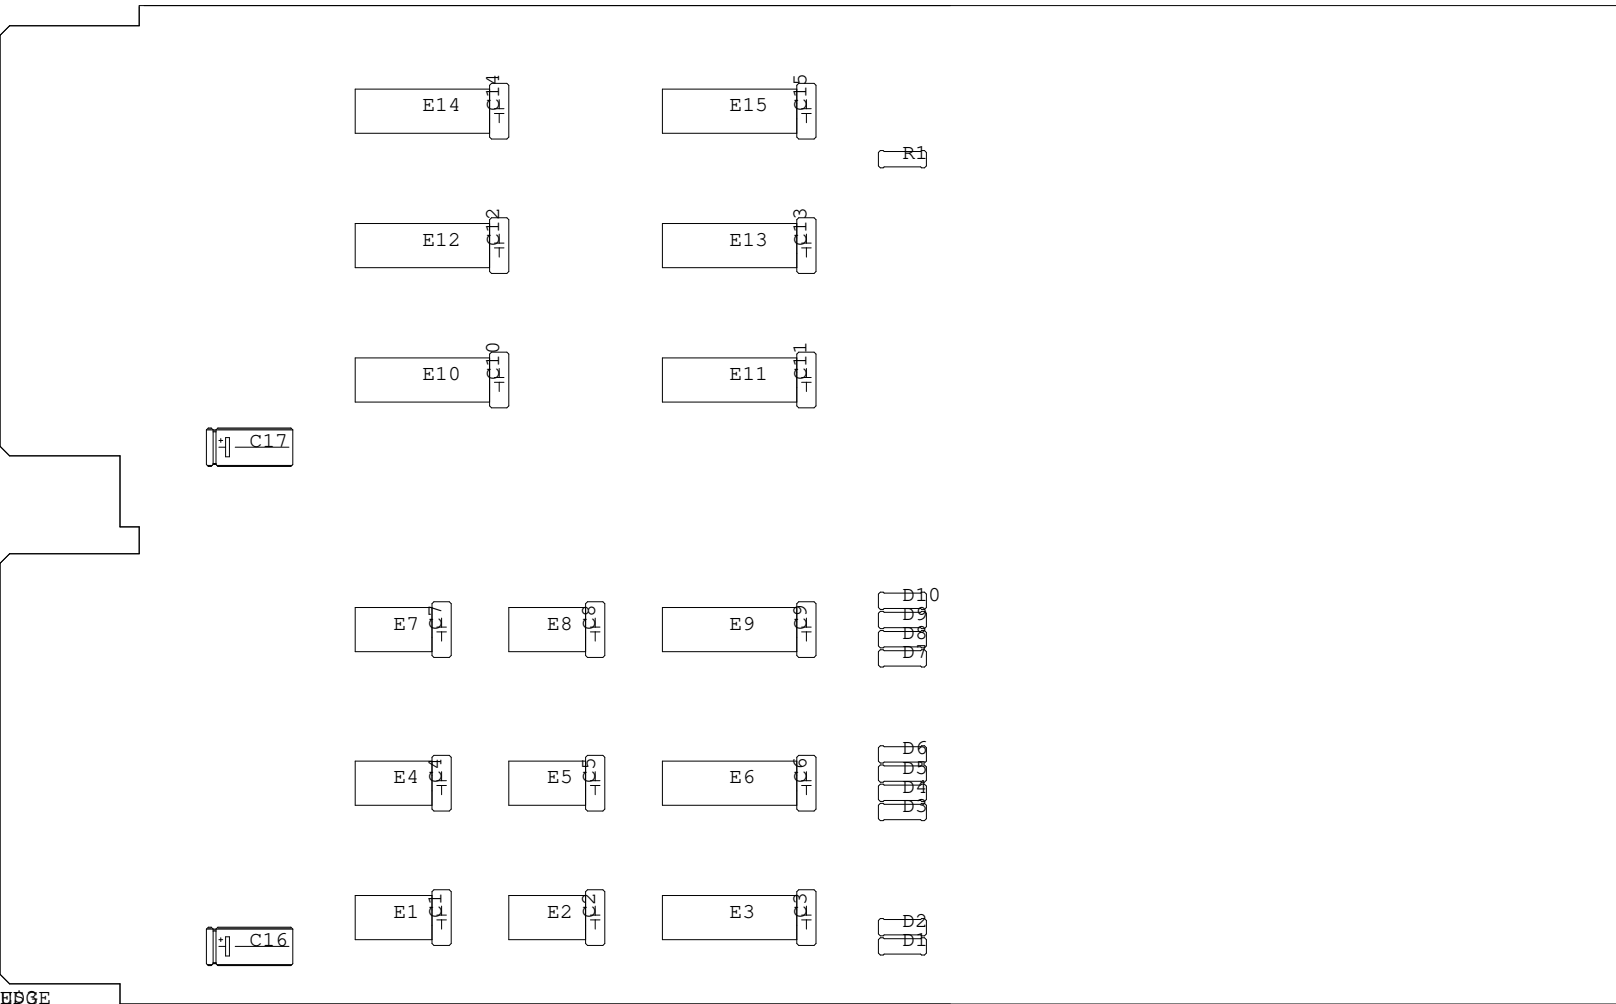 E14 C14 E15 C15
R1
E12 C12 E13 C13
E10 C10 E11 C11
C17
D10
E7 C7 E8 C8 E9 C9 D9
D8
D7
D6
E4 C4 E5 C5 E6 C6 D5
D4
D3
E1 C1 E2 C2 E3 C3 D2
C16 D1